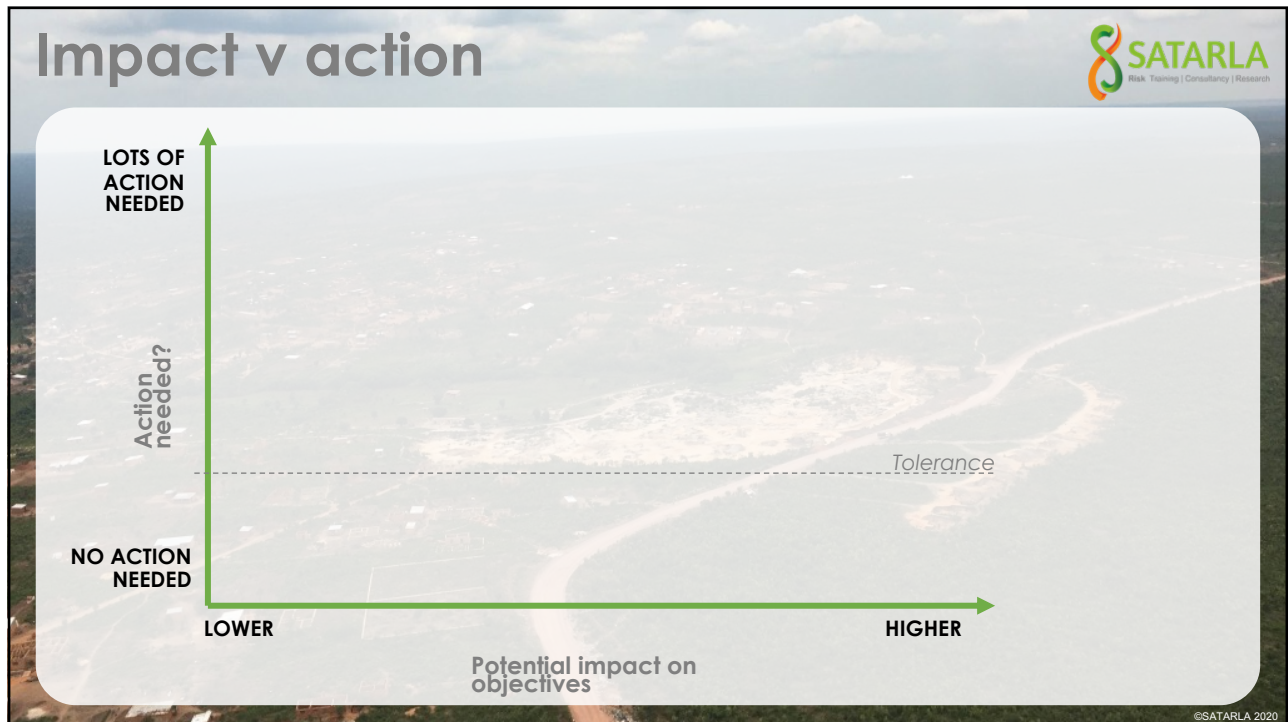 Impact v action
SATARLA
Risk Training | Consultancy | Research
LOTS OF
ACTION
NEEDED
Action
needed?
Tolerance
NO ACTION
NEEDED
LOWER
HIGHER
Potential impact on
objectives
©SATARLA 2020